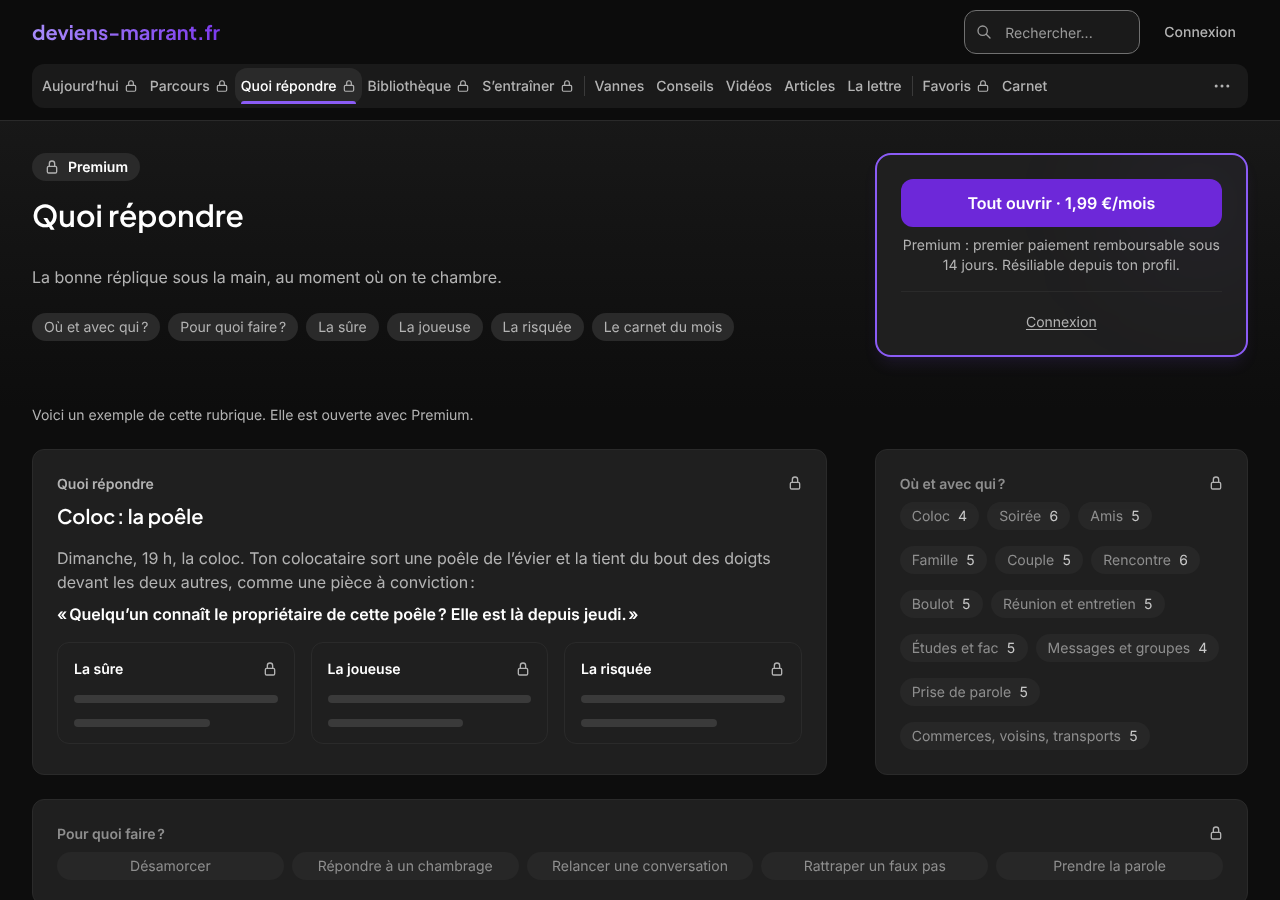 deviens-marrant.fr
Rechercher...
Connexion
Aujourd’hui Parcours Quoi répondre Bibliothèque S’entraîner Vannes Conseils Vidéos Articles La lettre Favoris Carnet
Premium
Quoi répondre
La bonne réplique sous la main, au moment où on te chambre.
Où et avec qui ? Pour quoi faire ? La sûre La joueuse La risquée Le carnet du mois
Tout ouvrir · 1,99 €/mois
Premium : premier paiement remboursable sous
14 jours. Résiliable depuis ton profil.
Connexion
Voici un exemple de cette rubrique. Elle est ouverte avec Premium.
Quoi répondre
Coloc : la poêle
Dimanche, 19 h, la coloc. Ton colocataire sort une poêle de l’évier et la tient du bout des doigts
devant les deux autres, comme une pièce à conviction :
« Quelqu’un connaît le propriétaire de cette poêle ? Elle est là depuis jeudi. »
La sûre
La joueuse
La risquée
Où et avec qui ?
Coloc 4 Soirée 6 Amis 5
Famille 5 Couple 5 Rencontre 6
Boulot 5 Réunion et entretien 5
Études et fac 5 Messages et groupes 4
Prise de parole 5
Commerces, voisins, transports 5
Pour quoi faire ?
Désamorcer Répondre à un chambrage Relancer une conversation Rattraper un faux pas Prendre la parole